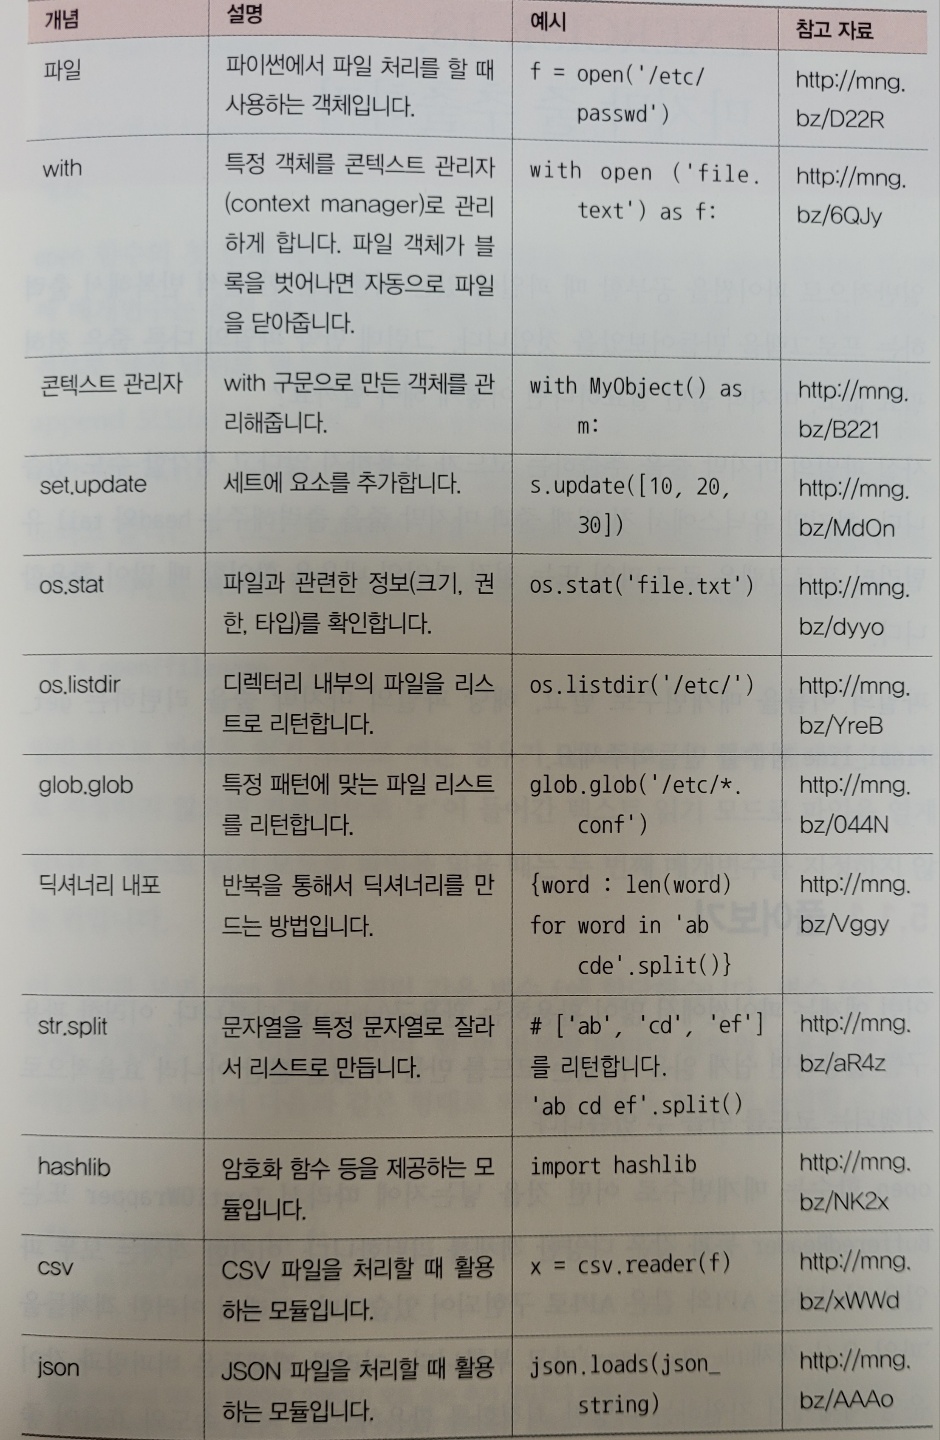 개념 설명 예시 참고 자료
파일 파이썬에서 파일 처리를 할 때 f = open('/etc/ http://mng.
사용하는 객체입니다. passwd') bz/D22R
with 특정 객체를 콘텍스트 관리자 with open ('file. http://mng.
(context manager)로 관리 text') as f: bz/6QJy
하게 합니다. 파일 객체가 블
록을 벗어나면 자동으로 파일
을 닫아줍니다.
콘텍스트 관리자 with 구문으로 만든 객체를 관 with MyObject() as http://mng.
리해줍니다. m: bz/B221
set.update 세트에 요소를 추가합니다. s.update([10, 20, http://mng.
30]) bz/MdOn
os.stat 파일과 관련한 정보(크기, 권 os.stat('file.txt') http://mng.
한, 타입)를 확인합니다. bz/dyyo
os.listdir 디렉터리 내부의 파일을 리스 os.listdir('/etc/') http://mng.
트로 리턴합니다. bz/YreB
glob.glob 특정 패턴에 맞는 파일 리스트 glob.glob('/etc/*. http://mng.
를 리턴합니다. conf') bz/044N
딕셔너리 내포 반복을 통해서 딕셔너리를 만 {word : len(word) http://mng.
드는 방법입니다. for word in 'ab bz/Vggy
cde'.split()}
str.split 문자열을 특정 문자열로 잘라 # ['ab', 'cd', 'ef'] http://mng.
서 리스트로 만듭니다. 를 리턴합니다. bz/aR4z
'ab cd ef'.split()
hashlib 암호화 함수 등을 제공하는 모 import hashlib http://mng.
듈입니다. bz/NK2x
csv CSV 파일을 처리할 때 활용 x = csv.reader(f) http://mng.
하는 모듈입니다. bz/xWWd
json JSON 파일을 처리할 때 활용 json.loads(json_ http://mng.
하는 모듈입니다. string) bz/AAAo